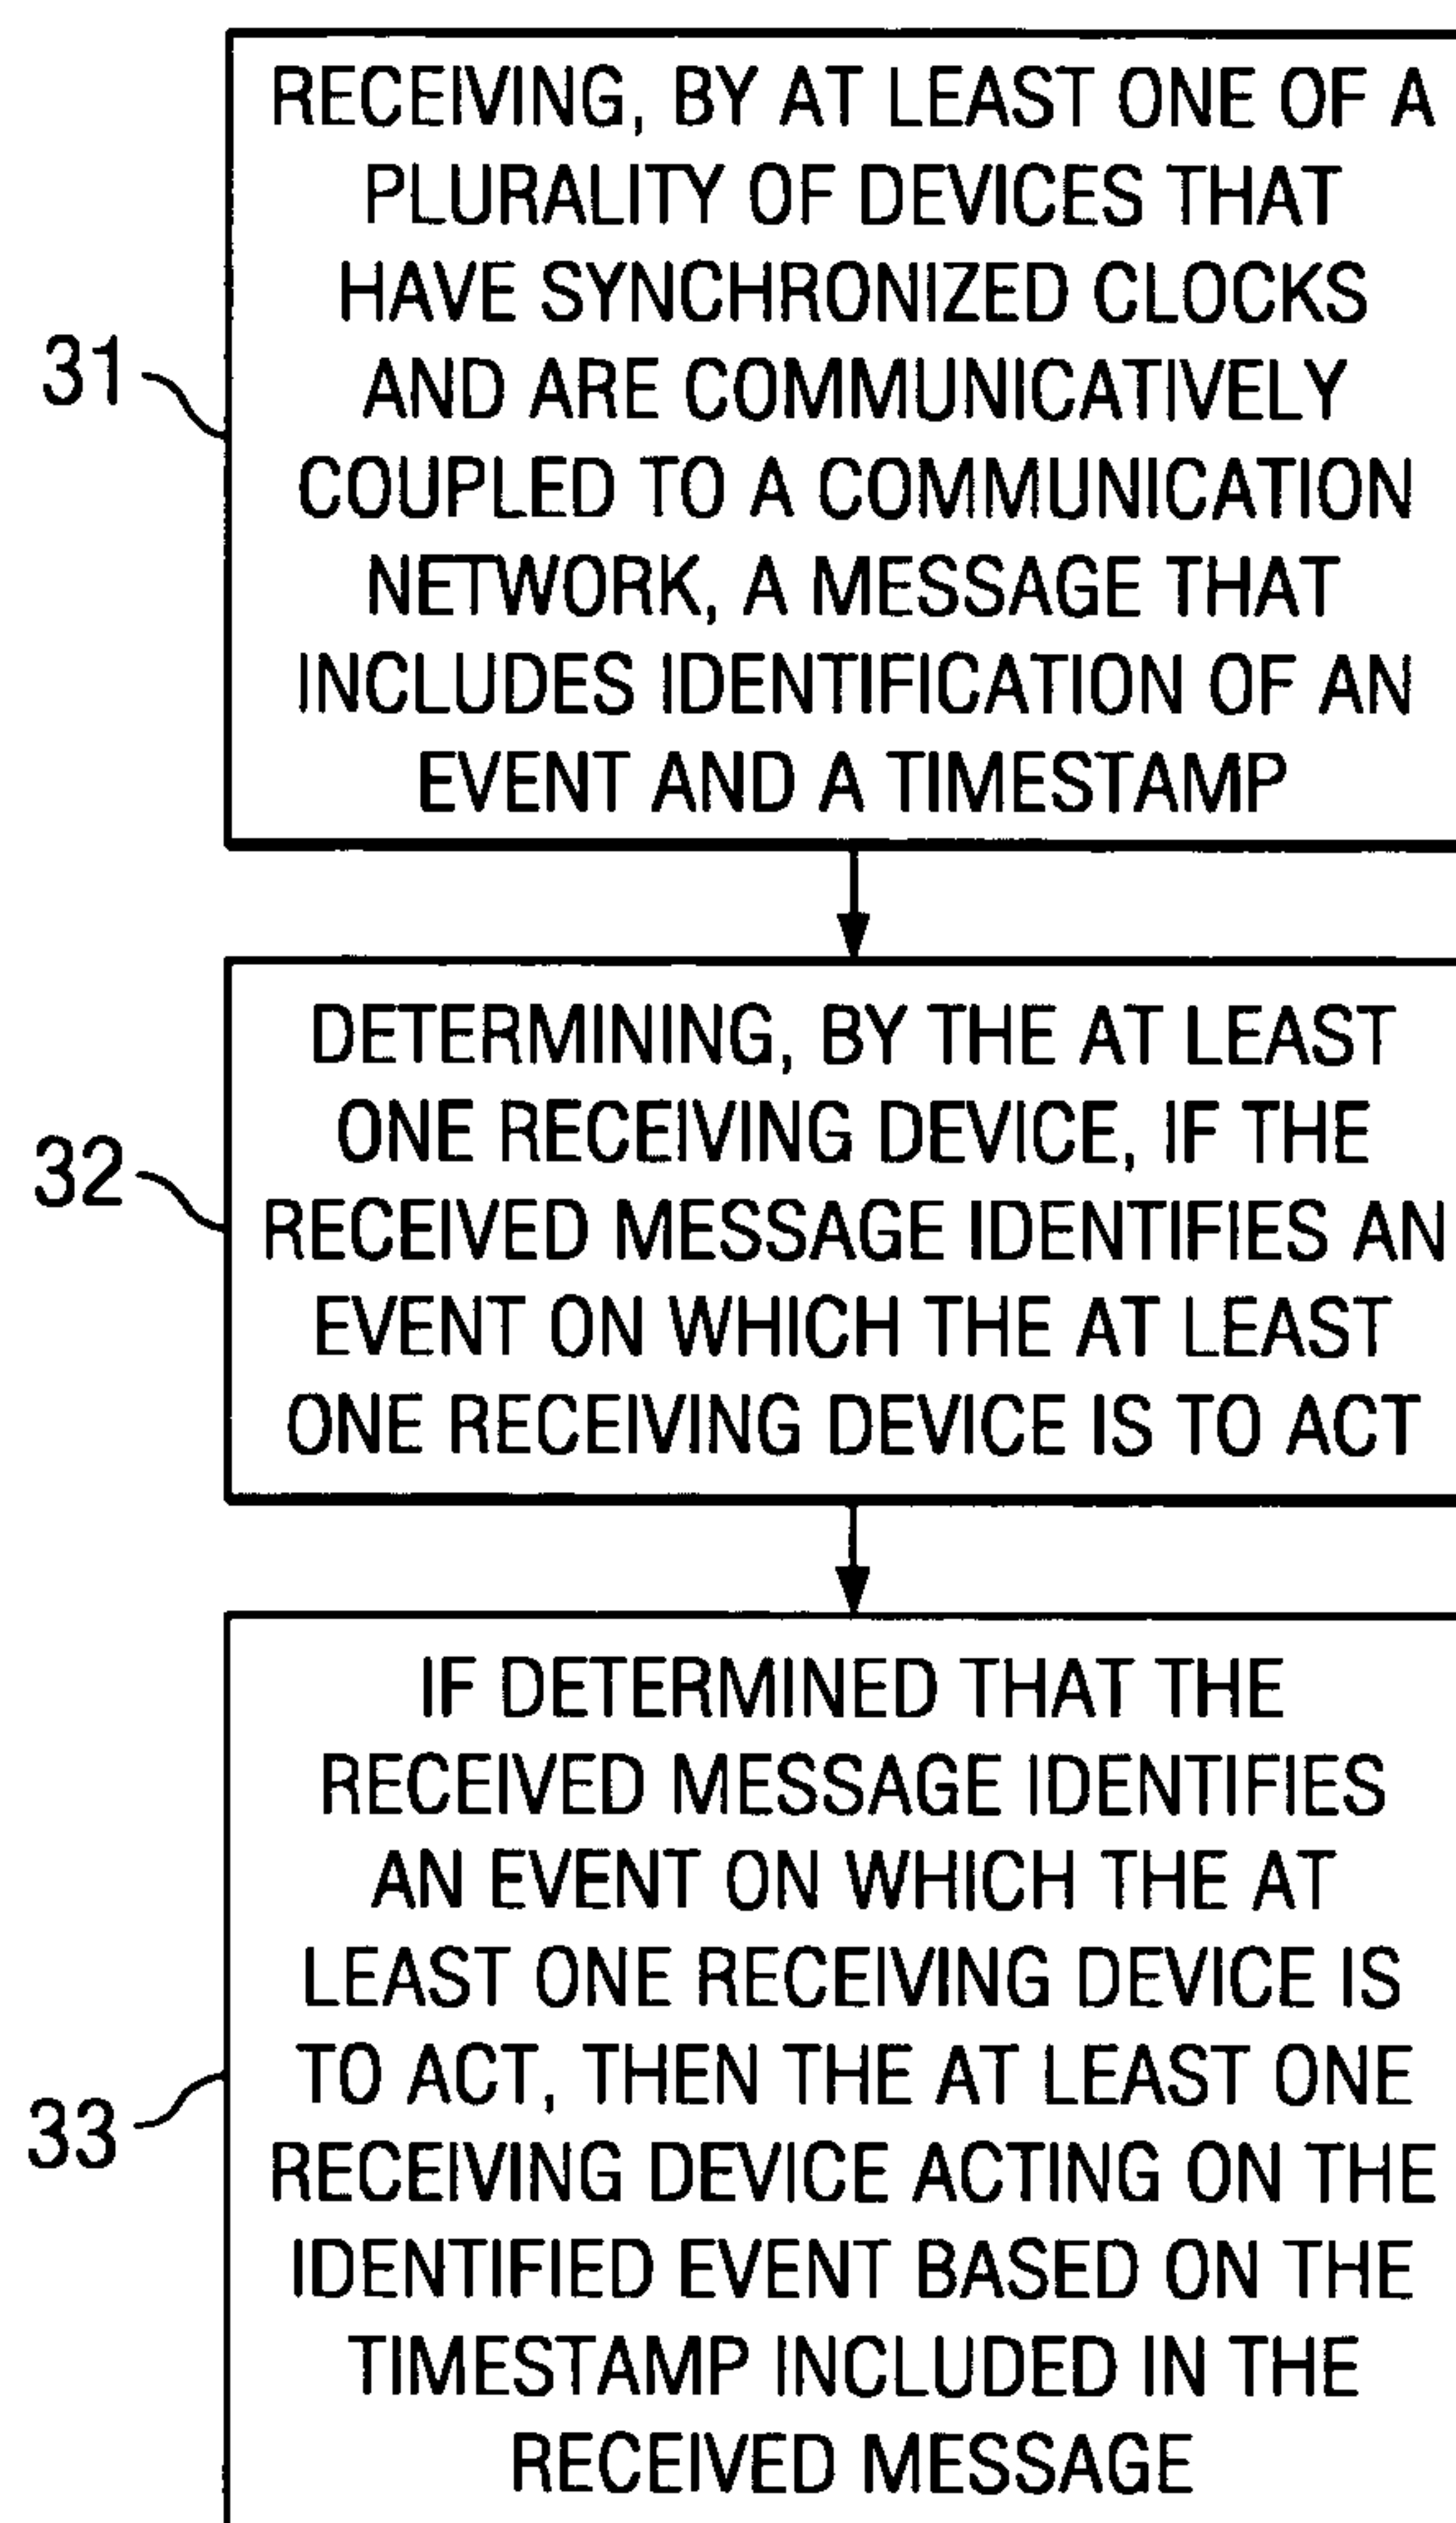 RECEIVING, BY AT LEAST ONE OF A
PLURALITY OF DEVICES THAT
HAVE SYNCHRONIZED CLOCKS
31
AND ARE COMMUNICATIVELY
COUPLED TO A COMMUNICATION
NETWORK, A MESSAGE THAT
INCLUDES IDENTIFICATION OF AN
EVENT AND A TIMESTAMP
DETERMINING, BY THE AT LEAST
ONE RECEIVING DEVICE, IF THE
32
RECEIVED MESSAGE IDENTIFIES AN
EVENT ON WHICH THE AT LEAST
ONE RECEIVING DEVICE IS TO ACT
IF DETERMINED THAT THE
RECEIVED MESSAGE IDENTIFIES
AN EVENT ON WHICH THE AT
LEAST ONE RECEIVING DEVICE IS
TO ACT, THEN THE AT LEAST ONE
33
RECEIVING DEVICE ACTING ON THE
IDENTIFIED EVENT BASED ON THE
TIMESTAMP INCLUDED IN THE
RECEIVED MESSAGE